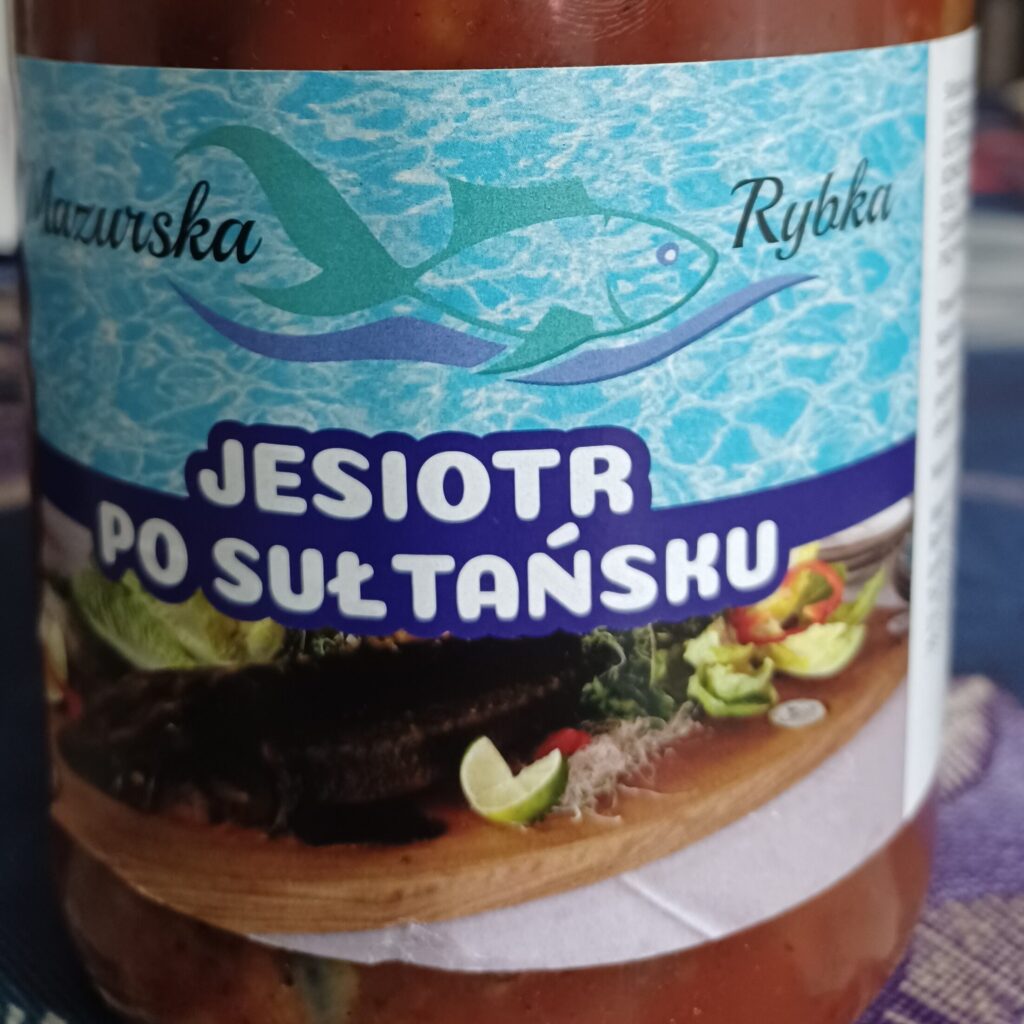 Mazurska Rybka
JESIOTR
PO SUŁTAŃSKU